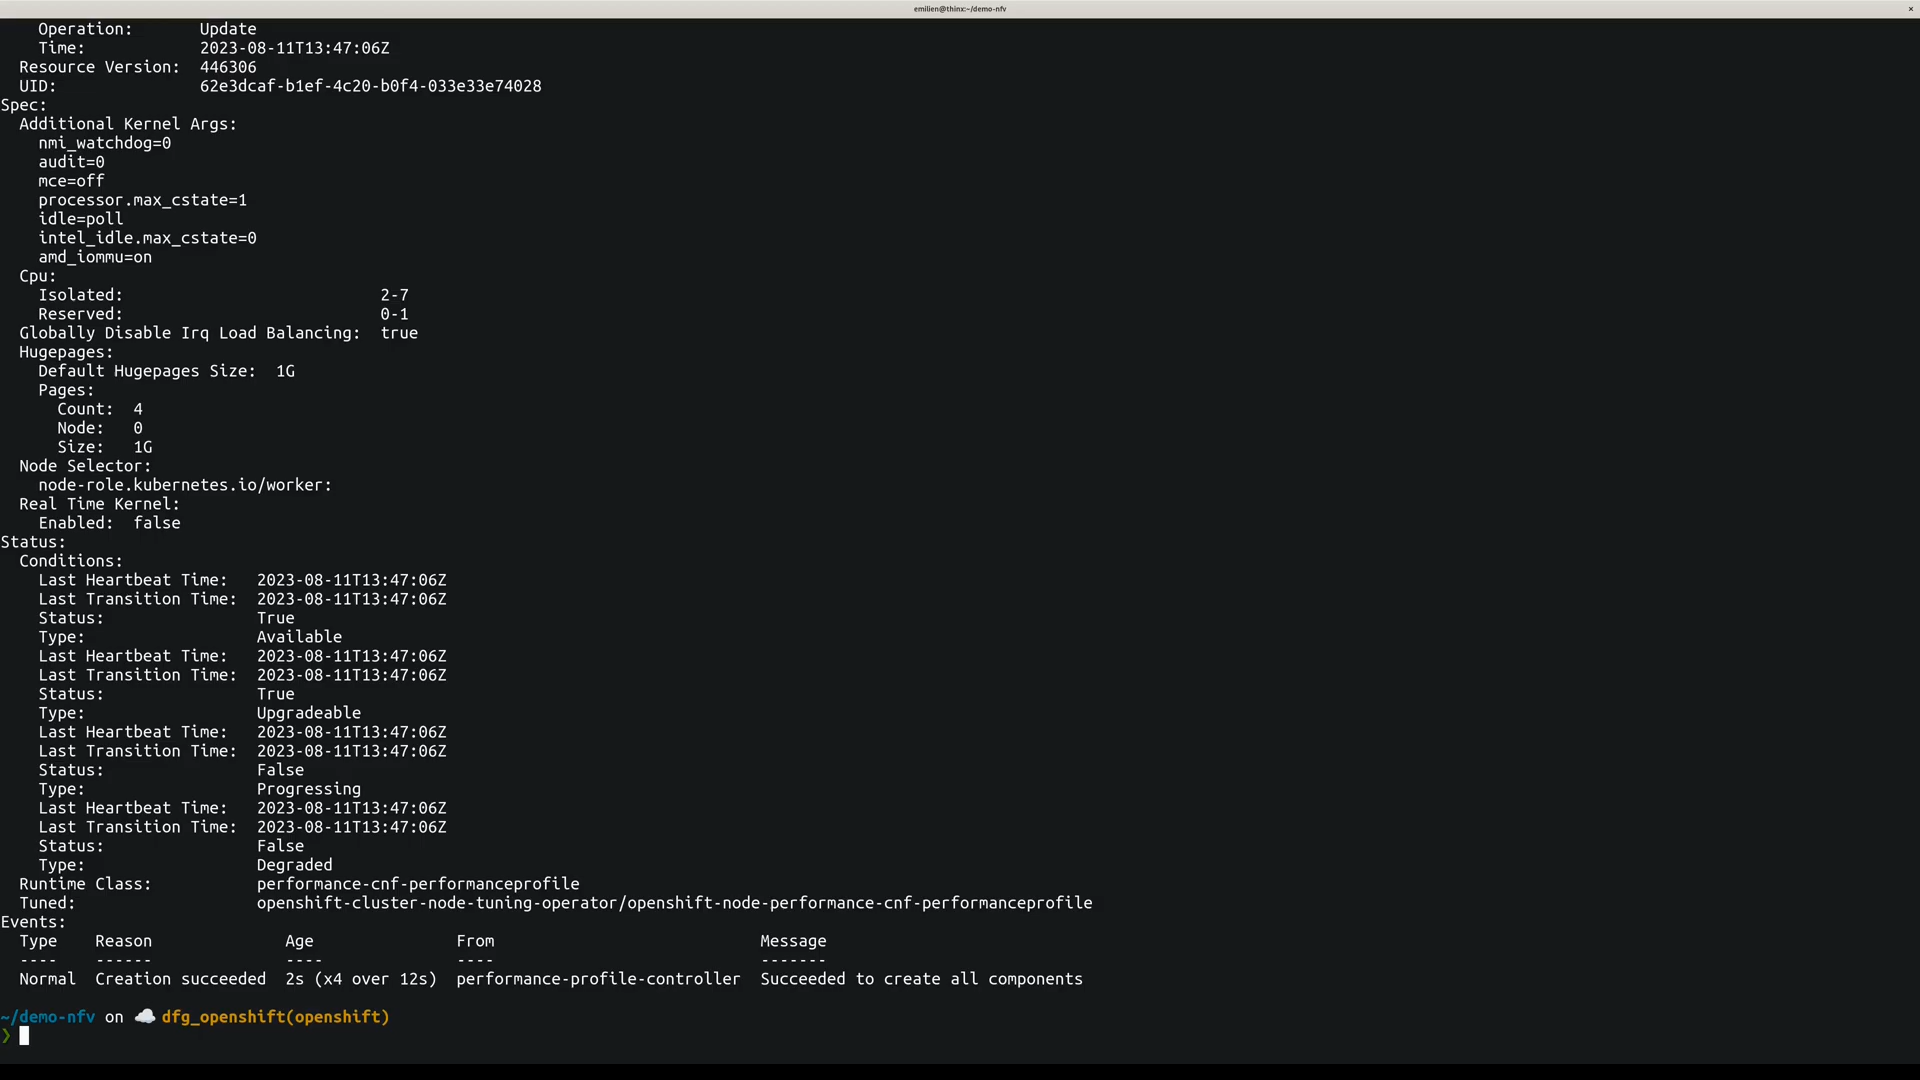 emilien@thinx:~/demo-nfv
Operation: Update
Time: 2023-08-11T13:47:06Z
Resource Version: 446306
UID: 62e3dcaf-b1ef-4c20-b0f4-033e33e74028
Spec:
Additional Kernel Args:
nmi_watchdog=0
audit=0
mce=off
processor.max_cstate=1
idle=poll
intel_idle.max_cstate=0
amd_iommu=on
Cpu:
Isolated: 2-7
Reserved: 0-1
Globally Disable Irq Load Balancing: true
Hugepages:
Default Hugepages Size: 1G
Pages:
Count: 4
Node: 0
Size: 1G
Node Selector:
node-role.kubernetes.io/worker:
Real Time Kernel:
Enabled: false
Status:
Conditions:
Last Heartbeat Time: 2023-08-11T13:47:06Z
Last Transition Time: 2023-08-11T13:47:06Z
Status: True
Type: Available
Last Heartbeat Time: 2023-08-11T13:47:06Z
Last Transition Time: 2023-08-11T13:47:06Z
Status: True
Type: Upgradeable
Last Heartbeat Time: 2023-08-11T13:47:06Z
Last Transition Time: 2023-08-11T13:47:06Z
Status: False
Type: Progressing
Last Heartbeat Time: 2023-08-11T13:47:06Z
Last Transition Time: 2023-08-11T13:47:06Z
Status: False
Type: Degraded
Runtime Class: performance-cnf-performanceprofile
Tuned: openshift-cluster-node-tuning-operator/openshift-node-performance-cnf-performanceprofile
Events:
Type Reason Age From Message
---- ------ ---- ---- -------
Normal Creation succeeded 2s (x4 over 12s) performance-profile-controller Succeeded to create all components
~/demo-nfv on ☁️ dfg_openshift(openshift)
❯